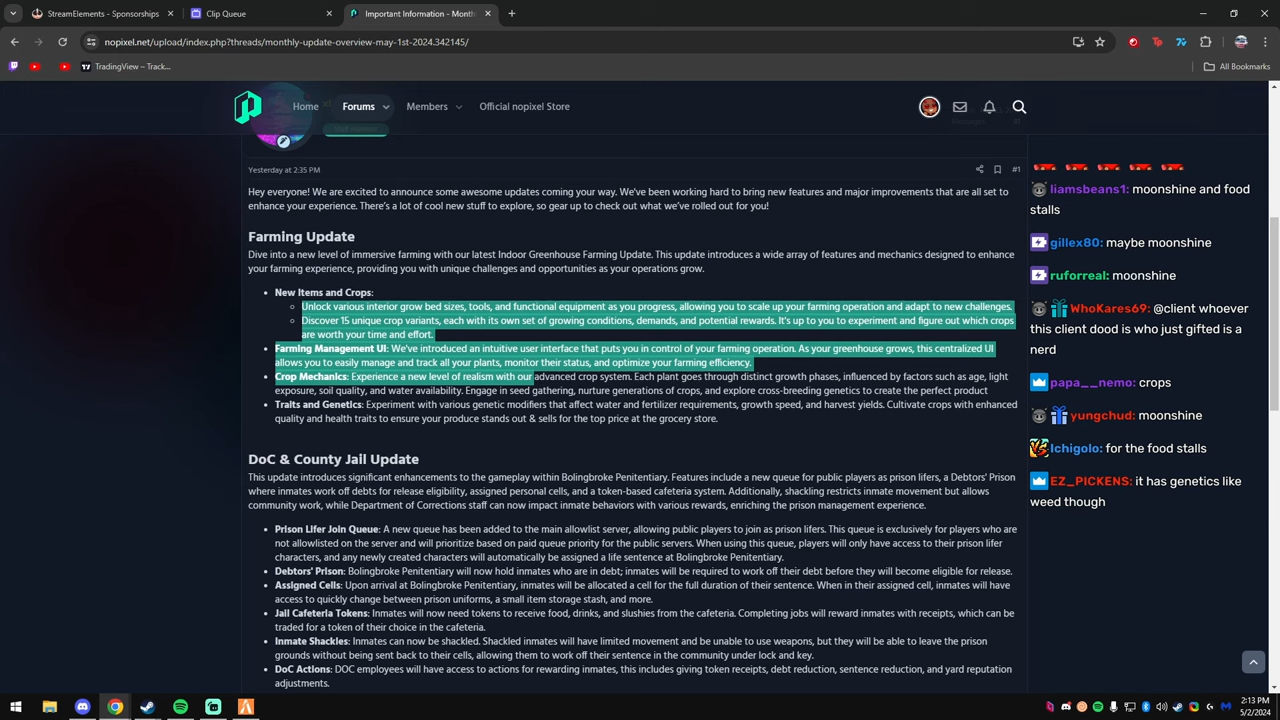 StreamElements - Sponsorships
Clip Queue
Important Information - Month
nopixel.net/upload/index.php?threads/monthly-update-overview-may-1st-2024.342145/
TradingView – Track...
All Bookmarks
Home
Forums
Members
Official nopixel Store
Yesterday at 2:35 PM
#1
Hey everyone! We are excited to announce some awesome updates coming your way. We've been working hard to bring new features and major improvements that are all set to
enhance your experience. There's a lot of cool new stuff to explore, so gear up to check out what we've rolled out for you!
Farming Update
Dive into a new level of immersive farming with our latest Indoor Greenhouse Farming Update. This update introduces a wide array of features and mechanics designed to enhance
your farming experience, providing you with unique challenges and opportunities as your operations grow.
New Items and Crops:
Unlock various interior grow bed sizes, tools, and functional equipment as you progress, allowing you to scale up your farming operation and adapt to new challenges.
Discover 15 unique crop variants, each with its own set of growing conditions, demands, and potential rewards. It's up to you to experiment and figure out which crops
are worth your time and effort.
Farming Management UI: We've introduced an intuitive user interface that puts you in control of your farming operation. As your greenhouse grows, this centralized UI
allows you to easily manage and track all your plants, monitor their status, and optimize your farming efficiency.
Crop Mechanics: Experience a new level of realism with our advanced crop system. Each plant goes through distinct growth phases, influenced by factors such as age, light
exposure, soil quality, and water availability. Engage in seed gathering, nurture generations of crops, and explore cross-breeding genetics to create the perfect product
Traits and Genetics: Experiment with various genetic modifiers that affect water and fertilizer requirements, growth speed, and harvest yields. Cultivate crops with enhanced
quality and health traits to ensure your produce stands out & sells for the top price at the grocery store.
DoC & County Jail Update
This update introduces significant enhancements to the gameplay within Bolingbroke Penitentiary. Features include a new queue for public players as prison lifers, a Debtors' Prison
where inmates work off debts for release eligibility, assigned personal cells, and a token-based cafeteria system. Additionally, shackling restricts inmate movement but allows
community work, while Department of Corrections staff can now impact inmate behaviors with various rewards, enriching the prison management experience.
Prison Lifer Join Queue: A new queue has been added to the main allowlist server, allowing public players to join as prison lifers. This queue is exclusively for players who are
not allowlisted on the server and will prioritize based on paid queue priority for the public servers. When using this queue, players will only have access to their prison lifer
characters, and any newly created characters will automatically be assigned a life sentence at Bolingbroke Penitentiary.
Debtors' Prison: Bolingbroke Penitentiary will now hold inmates who are in debt; inmates will be required to work off their debt before they will become eligible for release.
Assigned Cells: Upon arrival at Bolingbroke Penitentiary, inmates will be allocated a cell for the full duration of their sentence. When in their assigned cell, inmates will have
access to quickly change between prison uniforms, a small item storage stash, and more.
Jail Cafeteria Tokens: Inmates will now need tokens to receive food, drinks, and slushies from the cafeteria. Completing jobs will reward inmates with receipts, which can be
traded for a token of their choice in the cafeteria.
Inmate Shackles: Inmates can now be shackled. Shackled inmates will have limited movement and be unable to use weapons, but they will be able to leave the prison
grounds without being sent back to their cells, allowing them to work off their sentence in the community under lock and key.
DoC Actions: DOC employees will have access to actions for rewarding inmates, this includes giving token receipts, debt reduction, sentence reduction, and yard reputation
adjustments.
liamsbeans1: moonshine and food
stalls
gillex80: maybe moonshine
ruforreal: moonshine
WhoKares69: @client whoever
this client dood is who just gifted is a
nerd
papa__nemo: crops
yungchud: moonshine
Ichigolo: for the food stalls
EZ_PICKENS: it has genetics like
weed though
2:13 PM
5/2/2024